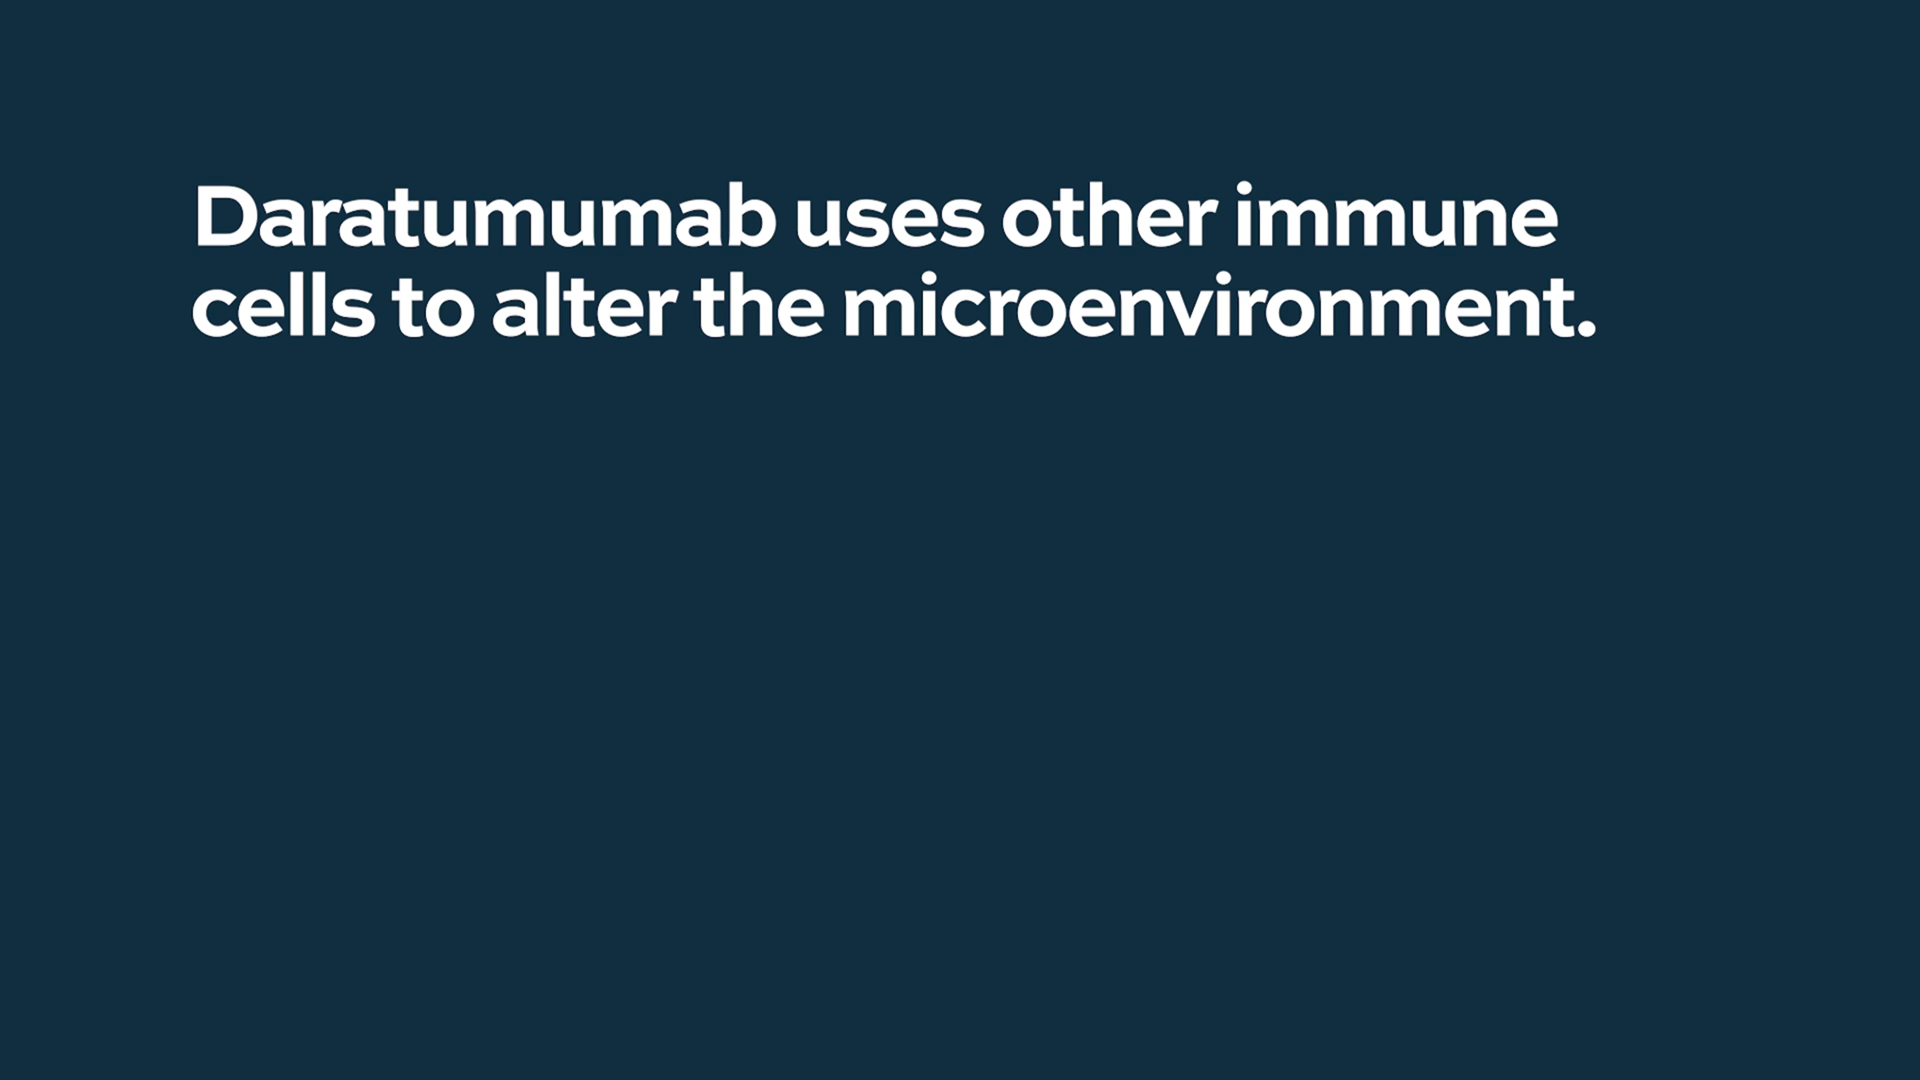 Daratumumab uses other immune
cells to alter the microenvironment.